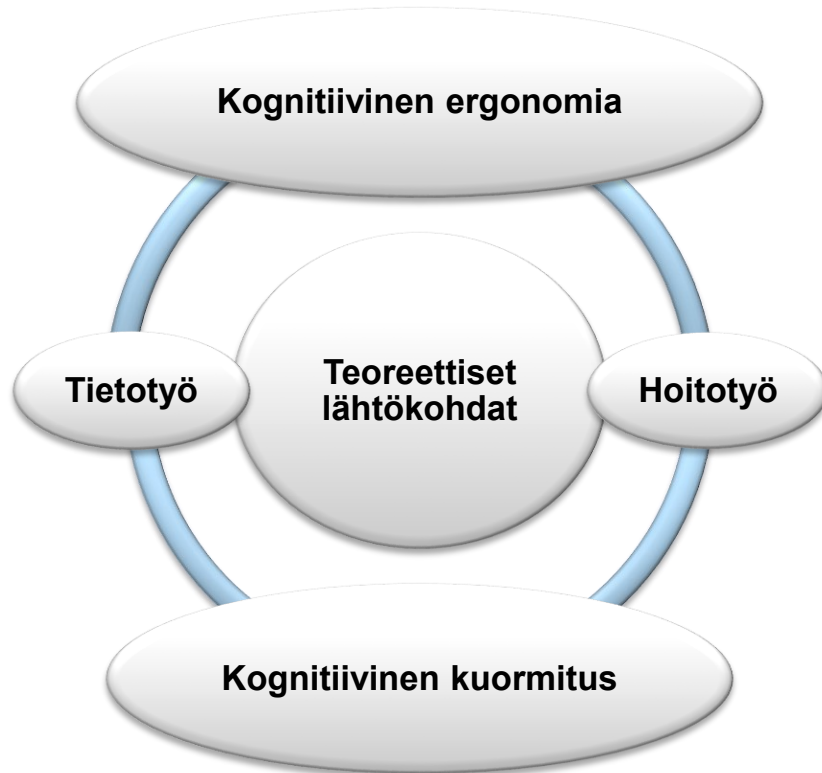 Kognitiivinen ergonomia
Tietotyö
Teoreettiset
lähtökohdat
Hoitotyö
Kognitiivinen kuormitus